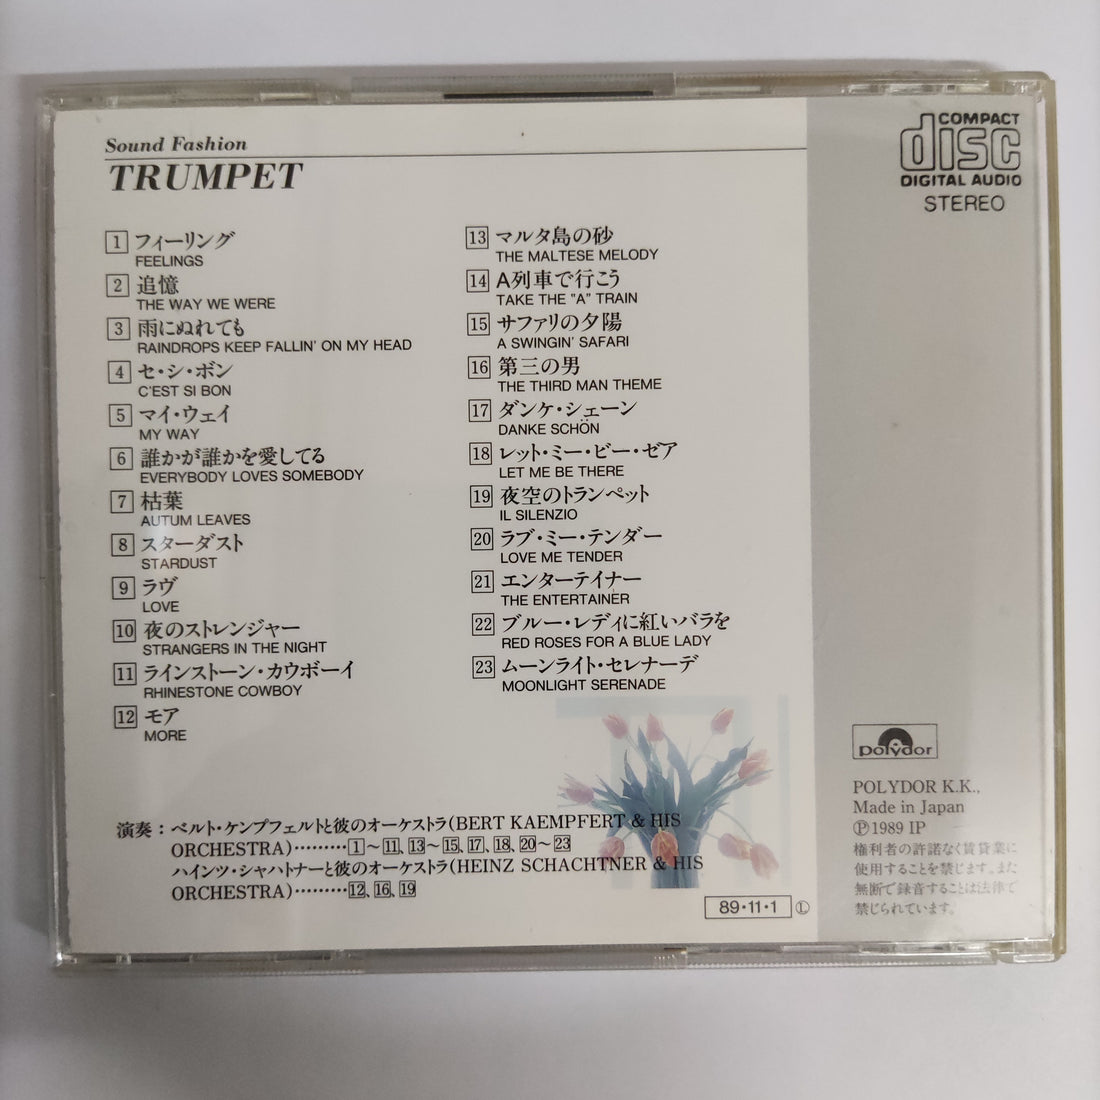 Sound Fashion
TRUMPET
1 フィーリング
FEELINGS
2 追憶
THE WAY WE WERE
3 雨にぬれても
RAINDROPS KEEP FALLIN' ON MY HEAD
4 セ・シ・ボン
C'EST SI BON
5 マイ・ウェイ
MY WAY
6 誰かが誰かを愛してる
EVERYBODY LOVES SOMEBODY
7 枯葉
AUTUM LEAVES
8 スターダスト
STARDUST
9 ラヴ
LOVE
10 夜のストレンジャー
STRANGERS IN THE NIGHT
11 ラインストーン・カウボーイ
RHINESTONE COWBOY
12 モア
MORE
13 マルタ島の砂
THE MALTESE MELODY
14 A列車で行こう
TAKE THE "A" TRAIN
15 サファリの夕陽
A SWINGIN' SAFARI
16 第三の男
THE THIRD MAN THEME
17 ダンケ・シェーン
DANKE SCHÖN
18 レット・ミー・ビー・ゼア
LET ME BE THERE
19 夜空のトランペット
IL SILENZIO
20 ラブ・ミー・テンダー
LOVE ME TENDER
21 エンターテイナー
THE ENTERTAINER
22 ブルー・レディに紅いバラを
RED ROSES FOR A BLUE LADY
23 ムーンライト・セレナーデ
MOONLIGHT SERENADE
演奏：ベルト・ケンプフェルトと彼のオーケストラ(BERT KAEMPFERT & HIS
ORCHESTRA)………1～11、13～15、17、18、20～23
ハインツ・シャハトナーと彼のオーケストラ(HEINZ SCHACHTNER & HIS
ORCHESTRA)………12、16、19
89・11・1 Ⓛ
COMPACT
disc
DIGITAL AUDIO
STEREO
polydor
POLYDOR K.K.,
Made in Japan
Ⓟ1989 IP
権利者の許諾なく賃貸業に
使用することを禁じます。また
無断で録音することは法律で
禁じられています。